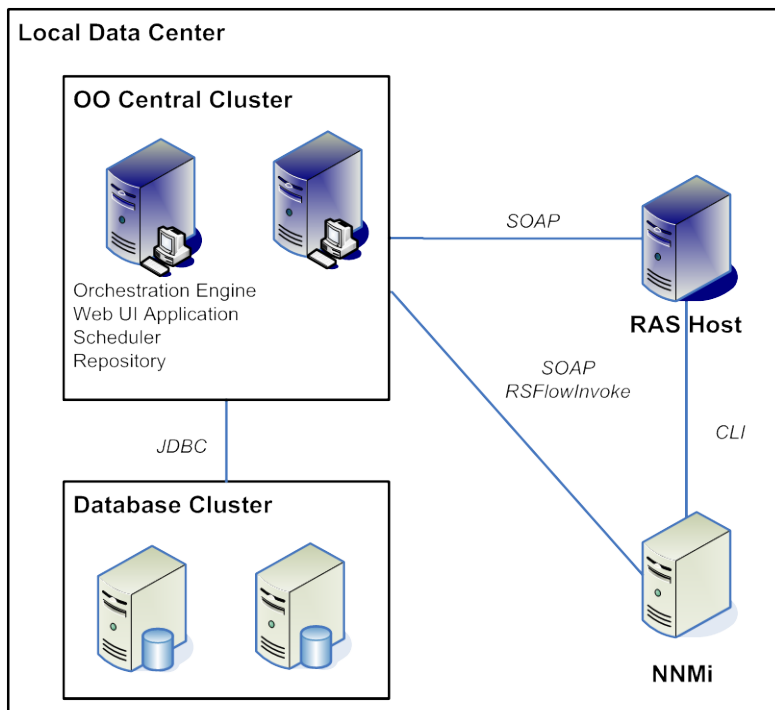 Local Data Center
OO Central Cluster
Orchestration Engine
Web UI Application
Scheduler
Repository
SOAP
RAS Host
SOAP
RSFlowInvoke
CLI
JDBC
Database Cluster
NNMi